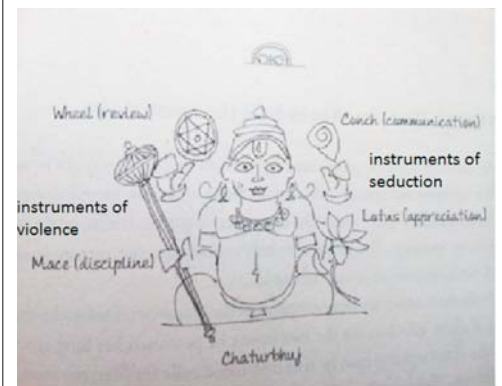 Wheel (review)
Conch (communication)
instruments of
seduction
instruments of
violence
Lotus (appreciation)
Mace (discipline)
Chaturbhuj